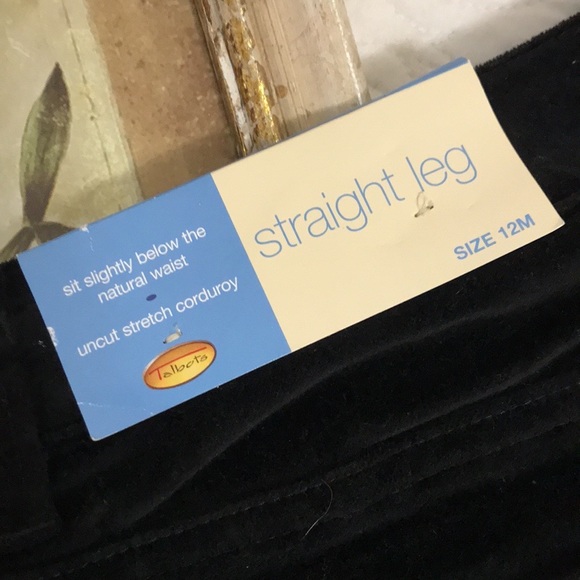 sit slightly below the
natural waist
uncut stretch corduroy
Talbots
straight leg
SIZE 12M